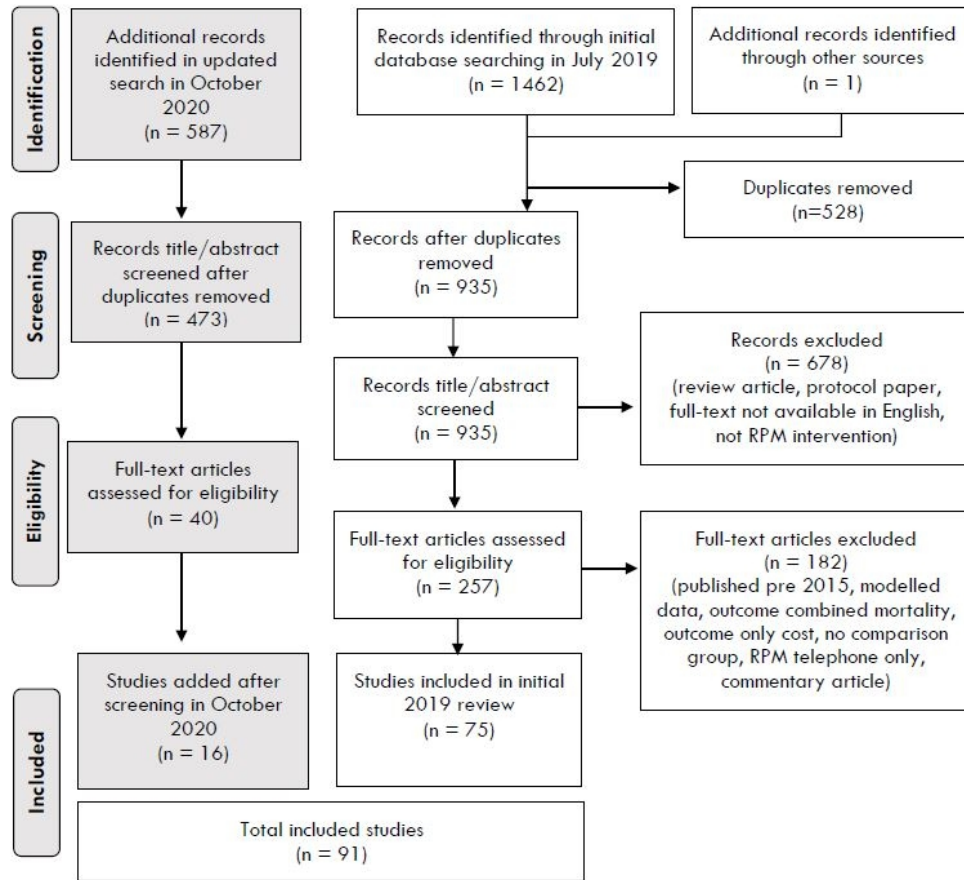 Identification
Additional records
identified in updated
search in October
2020
(n = 587)
Records identified through initial
database searching in July 2019
(n = 1462)
Additional records identified
through other sources
(n = 1)
Duplicates removed
(n=528)
Screening
Records title/abstract
screened after
duplicates removed
(n = 473)
Records after duplicates
removed
(n = 935)
Records title/abstract
screened
(n = 935)
Records excluded
(n = 678)
(review article, protocol paper,
full-text not available in English,
not RPM intervention)
Eligibility
Full-text articles
assessed for eligibility
(n = 40)
Full-text articles assessed
for eligibility
(n = 257)
Full-text articles excluded
(n = 182)
(published pre 2015, modelled
data, outcome combined mortality,
outcome only cost, no comparison
group, RPM telephone only,
commentary article)
Included
Studies added after
screening in October
2020
(n = 16)
Studies included in initial
2019 review
(n = 75)
Total included studies
(n = 91)